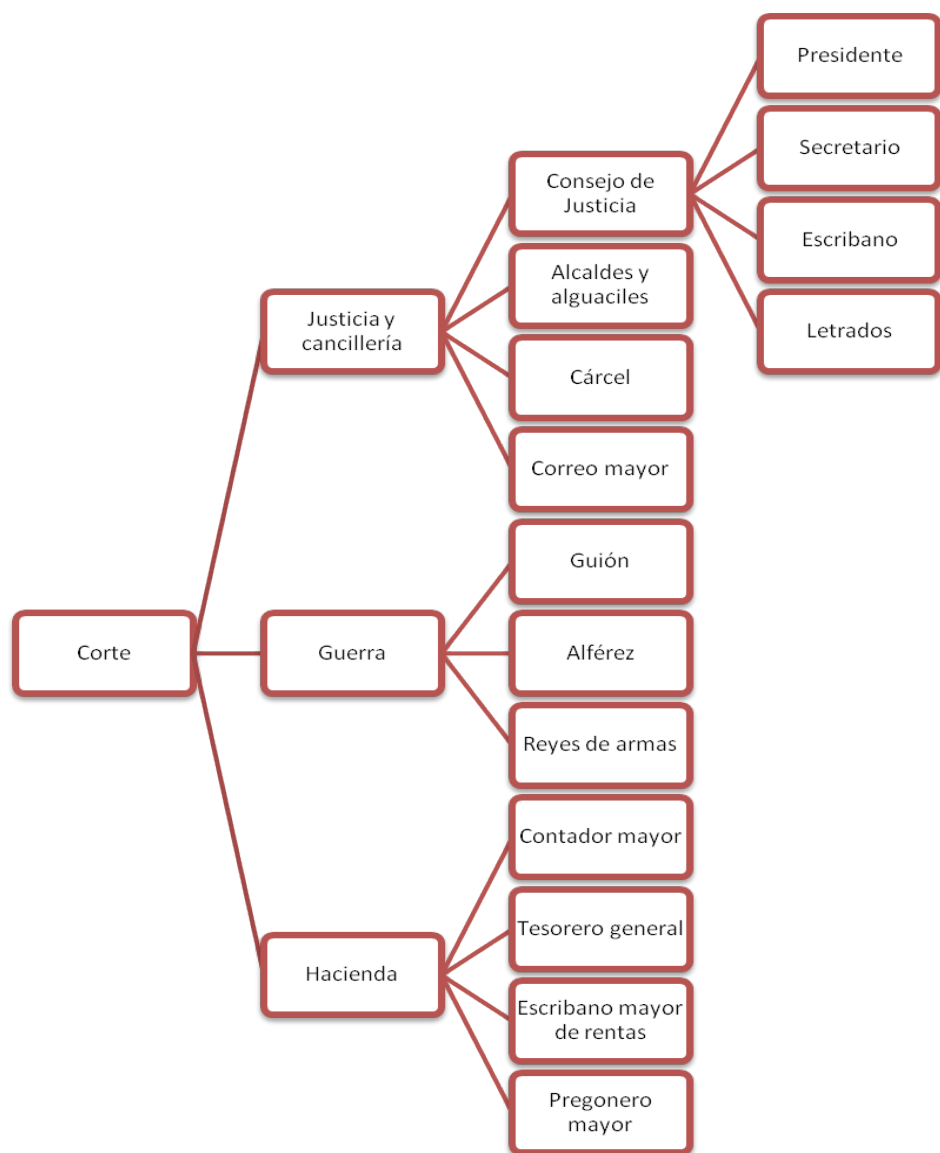 Presidente
Secretario
Escribano
Letrados
Consejo de
Justicia
Alcaldes y
alguaciles
Cárcel
Correo mayor
Justicia y
cancillería
Guión
Alférez
Reyes de armas
Corte
Guerra
Contador mayor
Tesorero general
Escribano mayor
de rentas
Pregonero
mayor
Hacienda